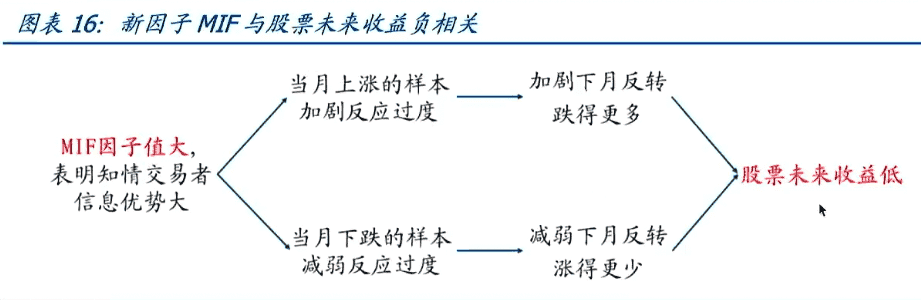 图表 16：新因子 MIF 与股票未来收益负相关
MIF因子值大，
表明知情交易者
信息优势大
当月上涨的样本
加剧反应过度
加剧下月反转
跌得更多
当月下跌的样本
减弱反应过度
减弱下月反转
涨得更少
股票未来收益低